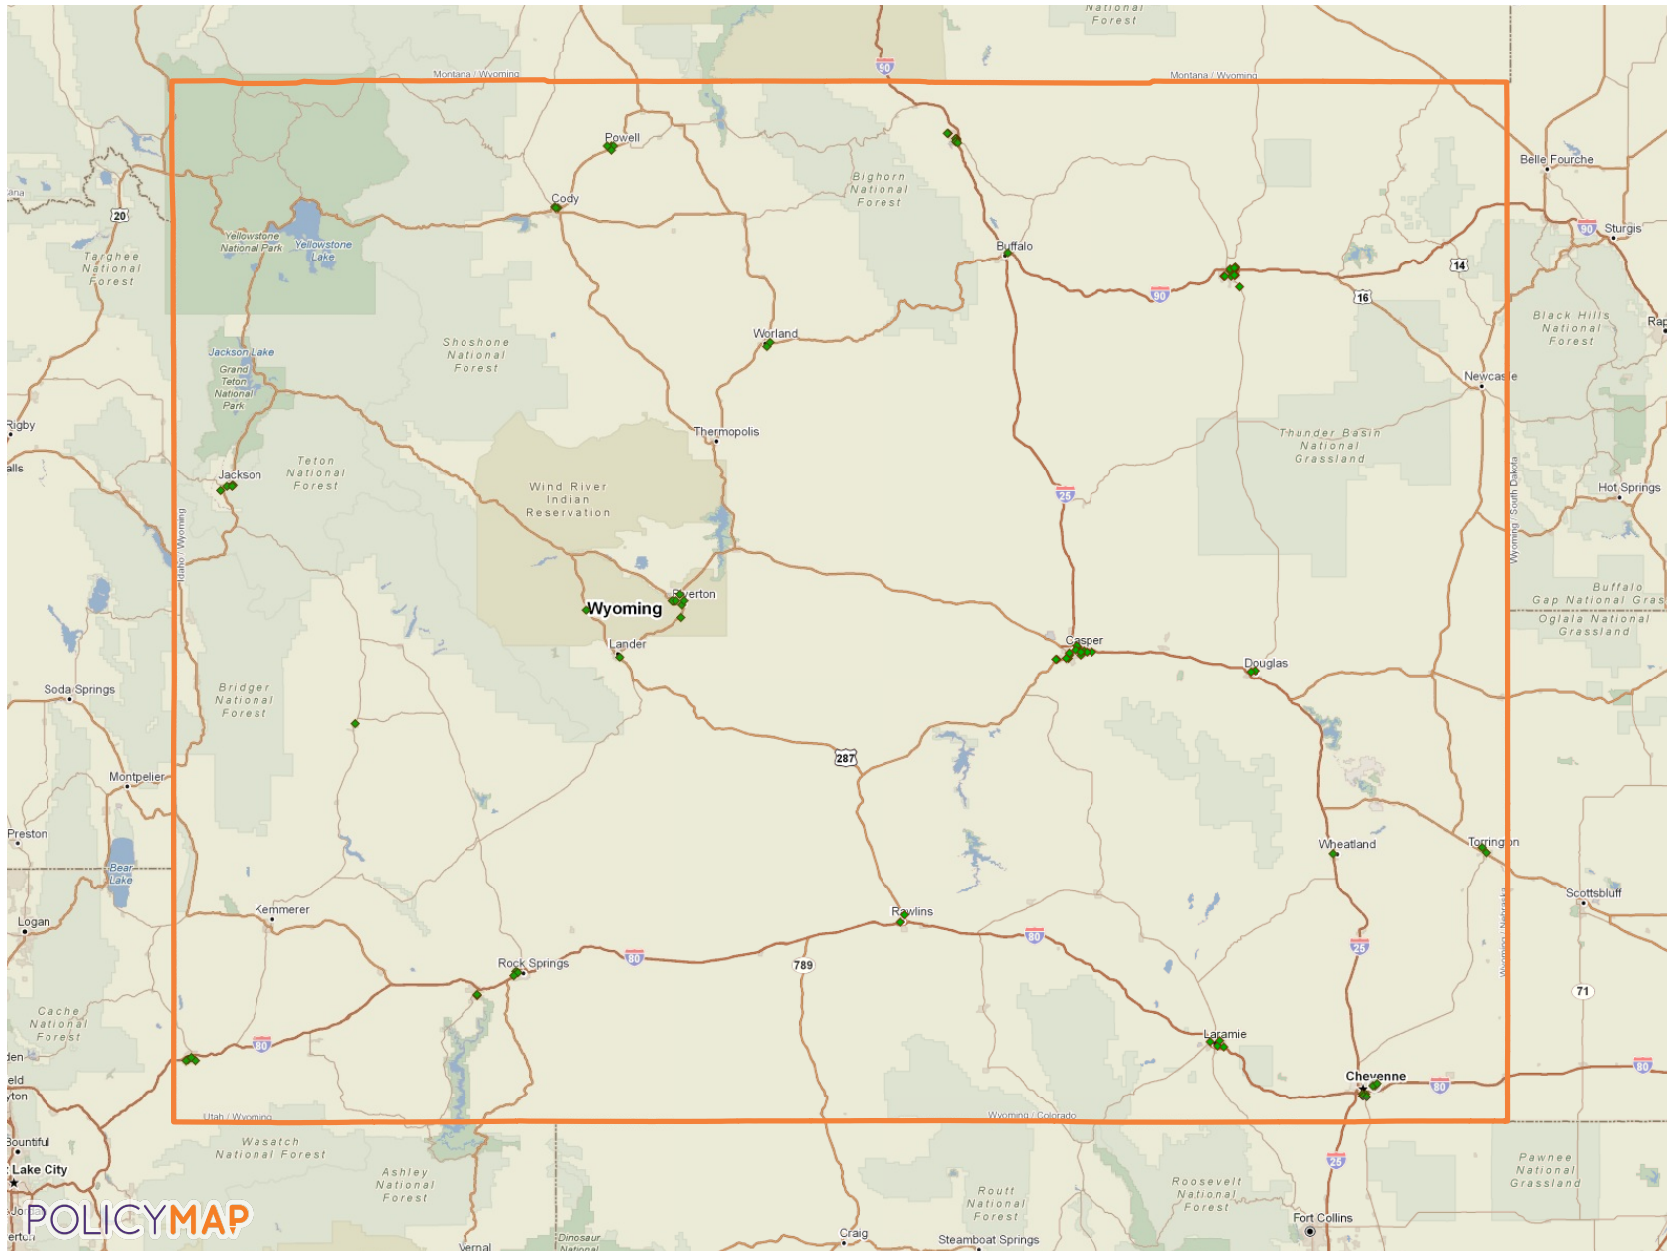 National
Forest
Montana / Wyoming
90
Montana / Wyoming
Powell
Belle Fourche
Bighorn
National
Forest
Cody
20
Yellowstone
National Park
Yellowstone
Lake
Buffalo
90
Sturgis
Targhee
National
Forest
14
90
16
Black Hills
National
Forest
Worland
Jackson Lake
Grand
Teton
National
Park
Shoshone
National
Forest
Newcastle
Rigby
Thermopolis
Thunder Basin
National
Grassland
Jackson
Teton
National
Forest
Wind River
Indian
Reservation
25
Hot Springs
Idaho / Wyoming
Wyoming / South Dakota
Buffalo
Gap National Gras
Oglala National
Grassland
Riverton
Wyoming
Lander
Casper
Douglas
Soda Springs
Bridger
National
Forest
287
Montpelier
Preston
Bear
Lake
Wheatland
Torrington
Scottsbluff
Kemmerer
Rawlins
Logan
80
25
Wyoming / Nebraska
Rock Springs
80
789
71
Cache
National
Forest
80
Laramie
Cheyenne
80
80
Utah / Wyoming
Wyoming / Colorado
Bountiful
Wasatch
National Forest
25
Pawnee
National
Grassland
Lake City
Ashley
National
Forest
Routt
National
Forest
Roosevelt
National
Forest
POLICYMAP
Fort Collins
Craig
Steamboat Springs
Vernal
Dinosaur
National